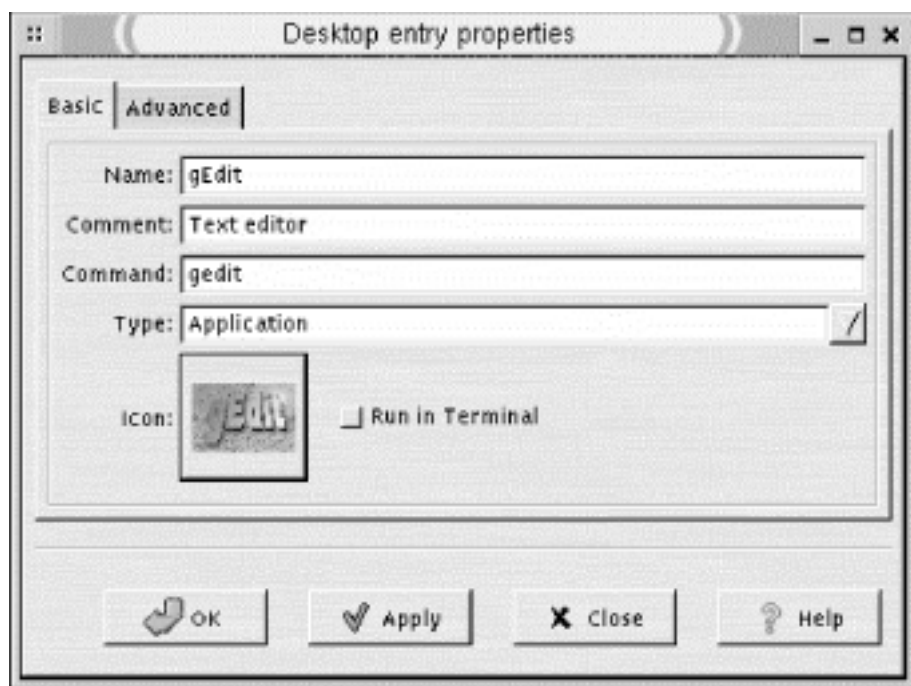 Desktop entry properties
Basic Advanced
Name: gEdit
Comment: Text editor
Command: gedit
Type: Application
Icon: gEdit Run in Terminal
OK Apply Close Help